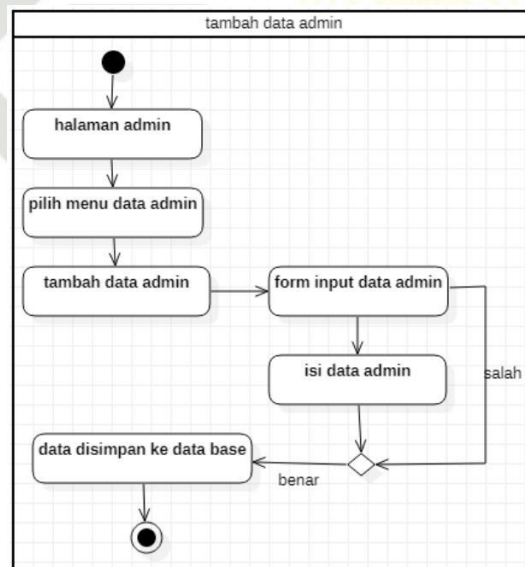 tambah data admin
halaman admin
pilih menu data admin
tambah data admin
form input data admin
isi data admin
salah
data disimpan ke data base
benar